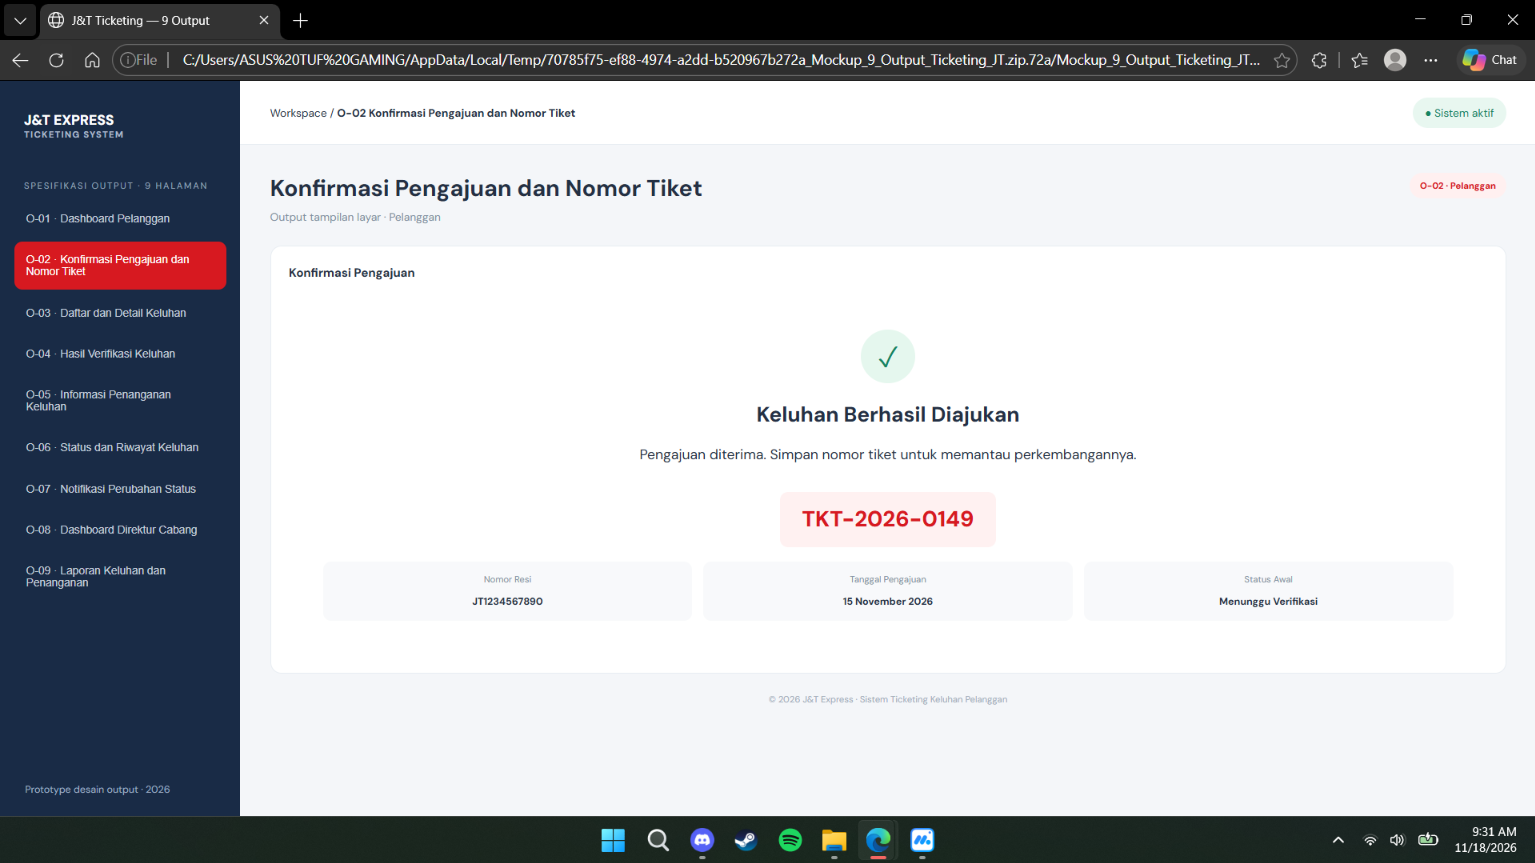 J&T Ticketing — 9 Output
File
C:/Users/ASUS%20TUF%20GAMING/AppData/Local/Temp/70785f75-ef88-4974-a2dd-b520967b272a_Mockup_9_Output_Ticketing_JT.zip.72a/Mockup_9_Output_Ticketing_JT...
Chat
J&T EXPRESS
TICKETING SYSTEM
SPESIFIKASI OUTPUT · 9 HALAMAN
O-01 · Dashboard Pelanggan
O-02 · Konfirmasi Pengajuan dan
Nomor Tiket
O-03 · Daftar dan Detail Keluhan
O-04 · Hasil Verifikasi Keluhan
O-05 · Informasi Penanganan
Keluhan
O-06 · Status dan Riwayat Keluhan
O-07 · Notifikasi Perubahan Status
O-08 · Dashboard Direktur Cabang
O-09 · Laporan Keluhan dan
Penanganan
Prototype desain output · 2026
Workspace / O-02 Konfirmasi Pengajuan dan Nomor Tiket
● Sistem aktif
Konfirmasi Pengajuan dan Nomor Tiket
O-02 · Pelanggan
Output tampilan layar · Pelanggan
Konfirmasi Pengajuan
✓
Keluhan Berhasil Diajukan
Pengajuan diterima. Simpan nomor tiket untuk memantau perkembangannya.
TKT-2026-0149
Nomor Resi
JT1234567890
Tanggal Pengajuan
15 November 2026
Status Awal
Menunggu Verifikasi
© 2026 J&T Express · Sistem Ticketing Keluhan Pelanggan
9:31 AM
11/18/2026